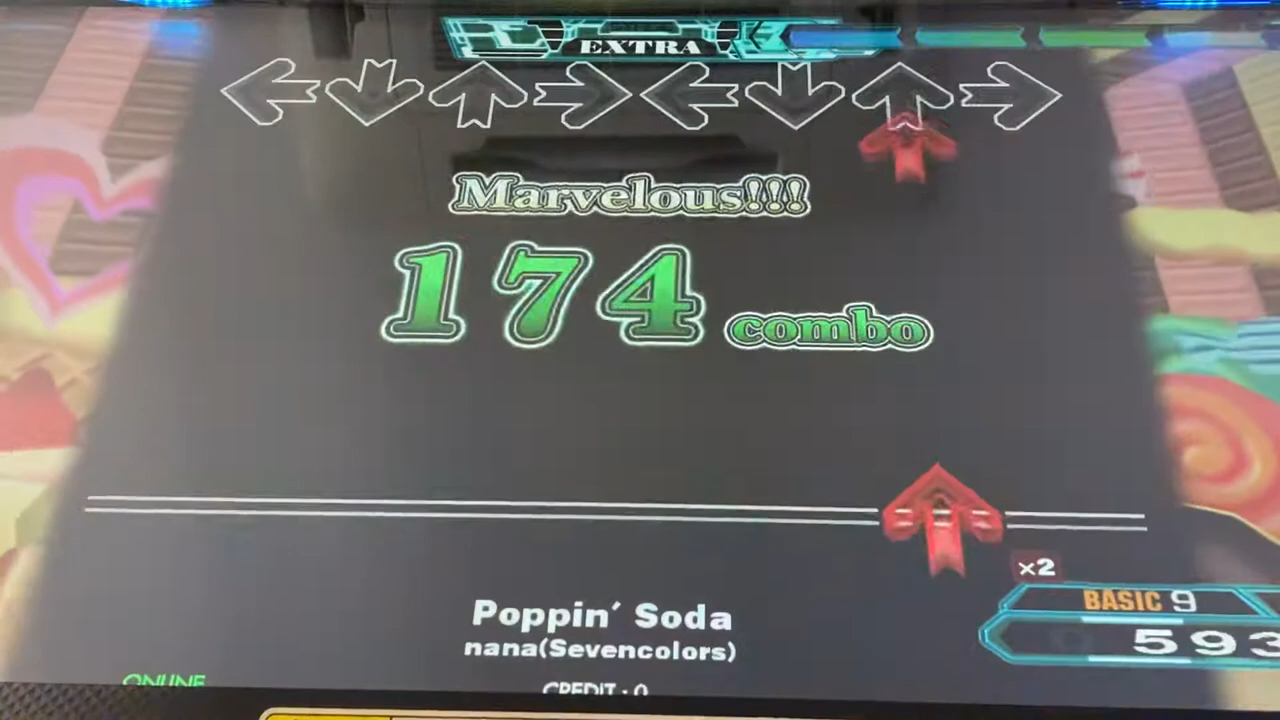 EXTRA
Marvelous!!!
174 combo
×2
BASIC 9
593
Poppin' Soda
nana(Sevencolors)
ONLINE
CREDIT : 0